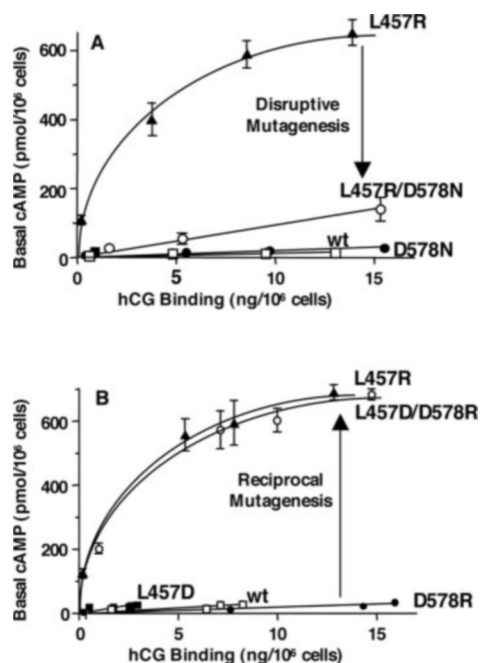 A
L457R
Basal cAMP (pmol/10⁶ cells)
600
400
200
0
Disruptive
Mutagenesis
L457R/D578N
wt
D578N
0
5
10
15
hCG Binding (ng/10⁶ cells)
B
L457R
L457D/D578R
Basal cAMP (pmol/10⁶ cells)
600
400
200
0
Reciprocal
Mutagenesis
L457D
wt
D578R
0
5
10
15
hCG Binding (ng/10⁶ cells)